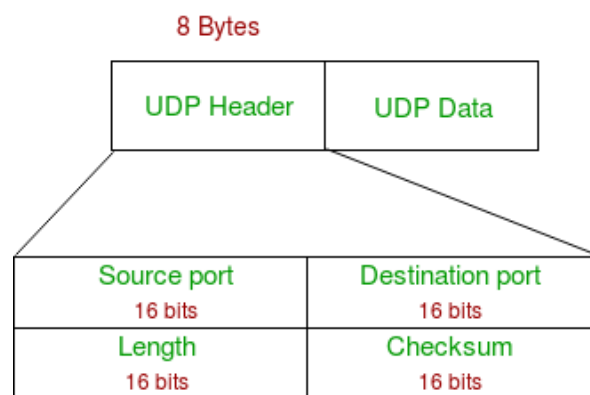 8 Bytes
UDP Header UDP Data
Source port Destination port
16 bits 16 bits
Length Checksum
16 bits 16 bits